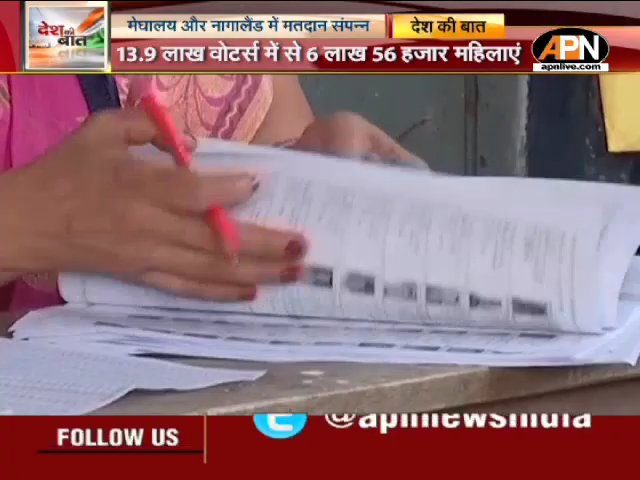 देश की बात
मेघालय और नागालैंड में मतदान संपन्न
देश की बात
13.9 लाख वोटर्स में से 6 लाख 56 हजार महिलाएं
APN
apnlive.com
FOLLOW US
@apnnewsindia